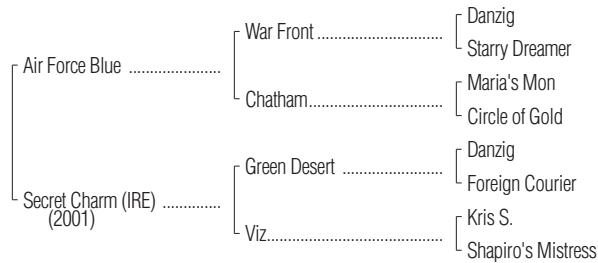 Danzig
War Front ................................
Starry Dreamer
Air Force Blue .......................
Maria's Mon
Chatham..................................
Circle of Gold
Danzig
Green Desert .........................
Foreign Courier
Secret Charm (IRE) ..............
(2001)
Kris S.
Viz............................................
Shapiro's Mistress